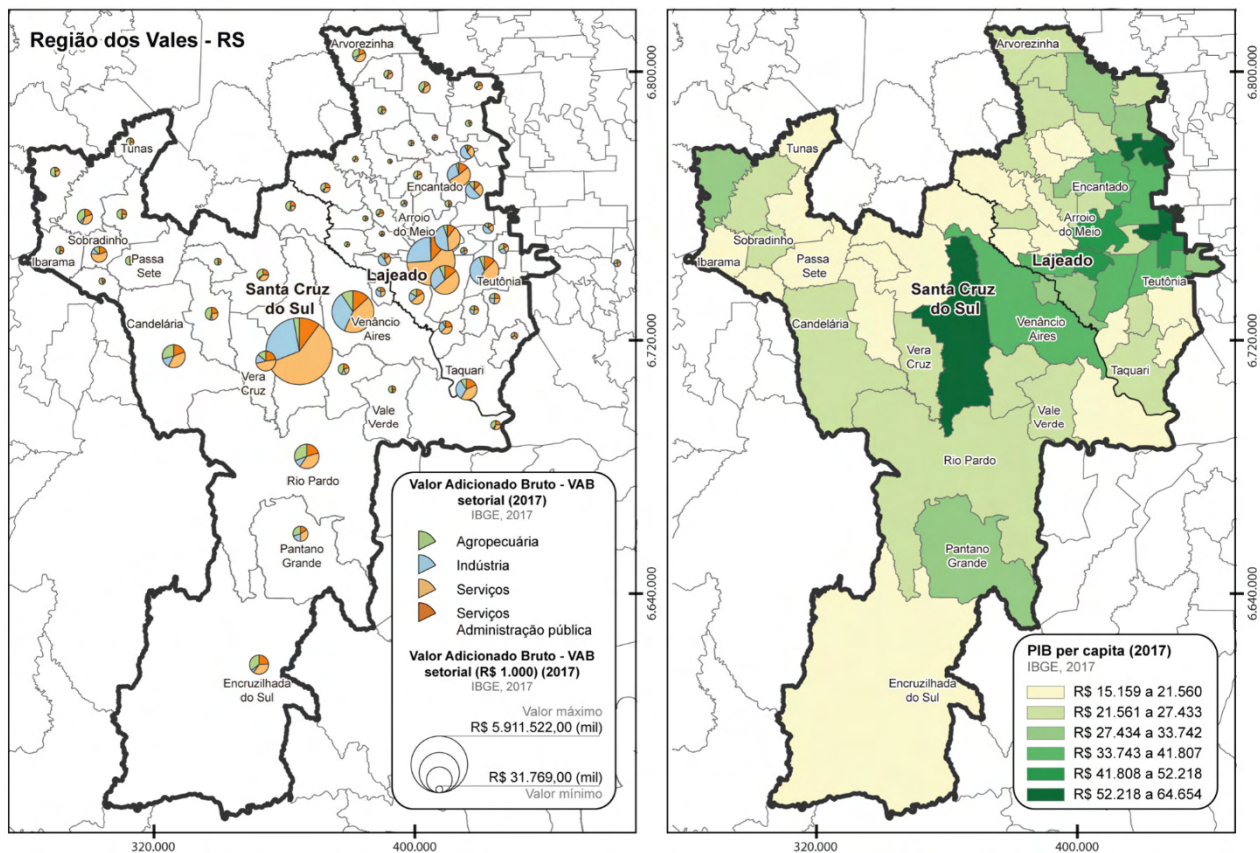 Região dos Vales - RS
Arvorezinha
Tunas
Encantado
Arroio
do Meio
Sobradinho
Ibarama
Passa
Sete
Lajeado
Teutônia
Santa Cruz
do Sul
Candelária
Venâncio
Aires
Vera
Cruz
Taquari
Vale
Verde
Rio Pardo
Pantano
Grande
Encruzilhada
do Sul
Valor Adicionado Bruto - VAB
setorial (2017)
IBGE, 2017
Agropecuária
Indústria
Serviços
Serviços
Administração pública
Valor Adicionado Bruto - VAB
setorial (R$ 1.000) (2017)
IBGE, 2017
Valor máximo
R$ 5.911.522,00 (mil)
R$ 31.769,00 (mil)
Valor mínimo
6.800.000
6.720.000
6.640.000
320.000
400.000
Arvorezinha
Tunas
Encantado
Arroio
do Meio
Sobradinho
Ibarama
Passa
Sete
Lajeado
Teutônia
Santa Cruz
do Sul
Candelária
Venâncio
Aires
Vera
Cruz
Taquari
Vale
Verde
Rio Pardo
Pantano
Grande
Encruzilhada
do Sul
PIB per capita (2017)
IBGE, 2017
R$ 15.159 a 21.560
R$ 21.561 a 27.433
R$ 27.434 a 33.742
R$ 33.743 a 41.807
R$ 41.808 a 52.218
R$ 52.218 a 64.654
6.800.000
6.720.000
6.640.000
320.000
400.000